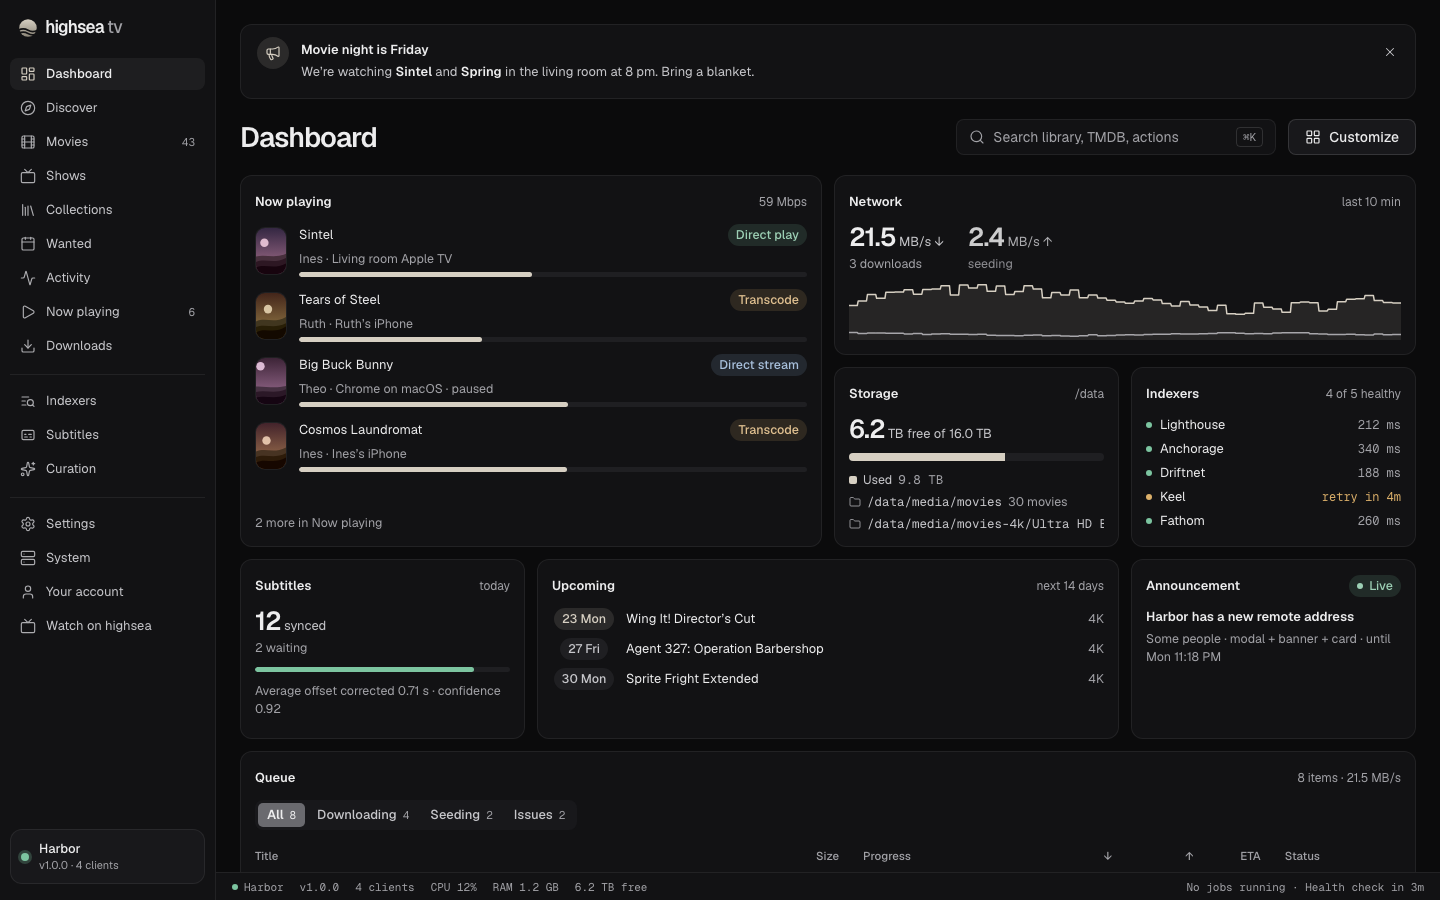 highsea tv
Dashboard
Discover
Movies 43
Shows
Collections
Wanted
Activity
Now playing 6
Downloads
Indexers
Subtitles
Curation
Settings
System
Your account
Watch on highsea
Harbor
v1.0.0 · 4 clients
Movie night is Friday
We're watching Sintel and Spring in the living room at 8 pm. Bring a blanket.
Dashboard
Search library, TMDB, actions ⌘K
Customize
Now playing 59 Mbps
Sintel Direct play
Ines · Living room Apple TV
Tears of Steel Transcode
Ruth · Ruth's iPhone
Big Buck Bunny Direct stream
Theo · Chrome on macOS · paused
Cosmos Laundromat Transcode
Ines · Ines's iPhone
2 more in Now playing
Network last 10 min
21.5 MB/s ↓ 2.4 MB/s ↑
3 downloads seeding
Storage /data
6.2 TB free of 16.0 TB
Used 9.8 TB
/data/media/movies 30 movies
/data/media/movies-4k/Ultra HD
Indexers 4 of 5 healthy
Lighthouse 212 ms
Anchorage 340 ms
Driftnet 188 ms
Keel retry in 4m
Fathom 260 ms
Subtitles today
12 synced
2 waiting
Average offset corrected 0.71 s · confidence
0.92
Upcoming next 14 days
23 Mon Wing It! Director's Cut 4K
27 Fri Agent 327: Operation Barbershop 4K
30 Mon Sprite Fright Extended 4K
Announcement Live
Harbor has a new remote address
Some people · modal + banner + card · until
Mon 11:18 PM
Queue 8 items · 21.5 MB/s
All 8 Downloading 4 Seeding 2 Issues 2
Title Size Progress ↓ ↑ ETA Status
Harbor v1.0.0 4 clients CPU 12% RAM 1.2 GB 6.2 TB free No jobs running · Health check in 3m